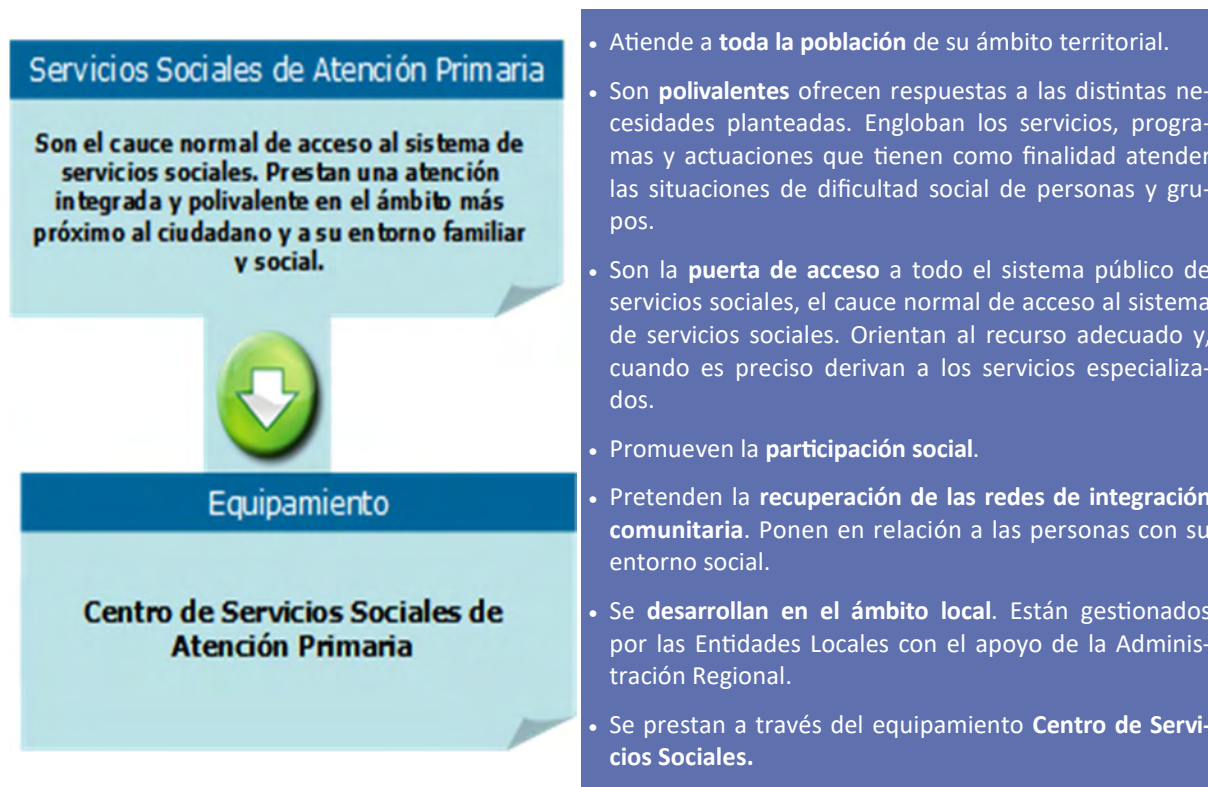 Servicios Sociales de Atención Primaria
Son el cauce normal de acceso al sistema de
servicios sociales. Prestan una atención
integrada y polivalente en el ámbito más
próximo al ciudadano y a su entorno familiar
y social.
Equipamiento
Centro de Servicios Sociales de
Atención Primaria
• Atiende a toda la población de su ámbito territorial.
• Son polivalentes ofrecen respuestas a las distintas ne-
cesidades planteadas. Engloban los servicios, progra-
mas y actuaciones que tienen como finalidad atender
las situaciones de dificultad social de personas y gru-
pos.
• Son la puerta de acceso a todo el sistema público de
servicios sociales, el cauce normal de acceso al sistema
de servicios sociales. Orientan al recurso adecuado y,
cuando es preciso derivan a los servicios especializa-
dos.
• Promueven la participación social.
• Pretenden la recuperación de las redes de integración
comunitaria. Ponen en relación a las personas con su
entorno social.
• Se desarrollan en el ámbito local. Están gestionados
por las Entidades Locales con el apoyo de la Adminis-
tración Regional.
• Se prestan a través del equipamiento Centro de Servi-
cios Sociales.